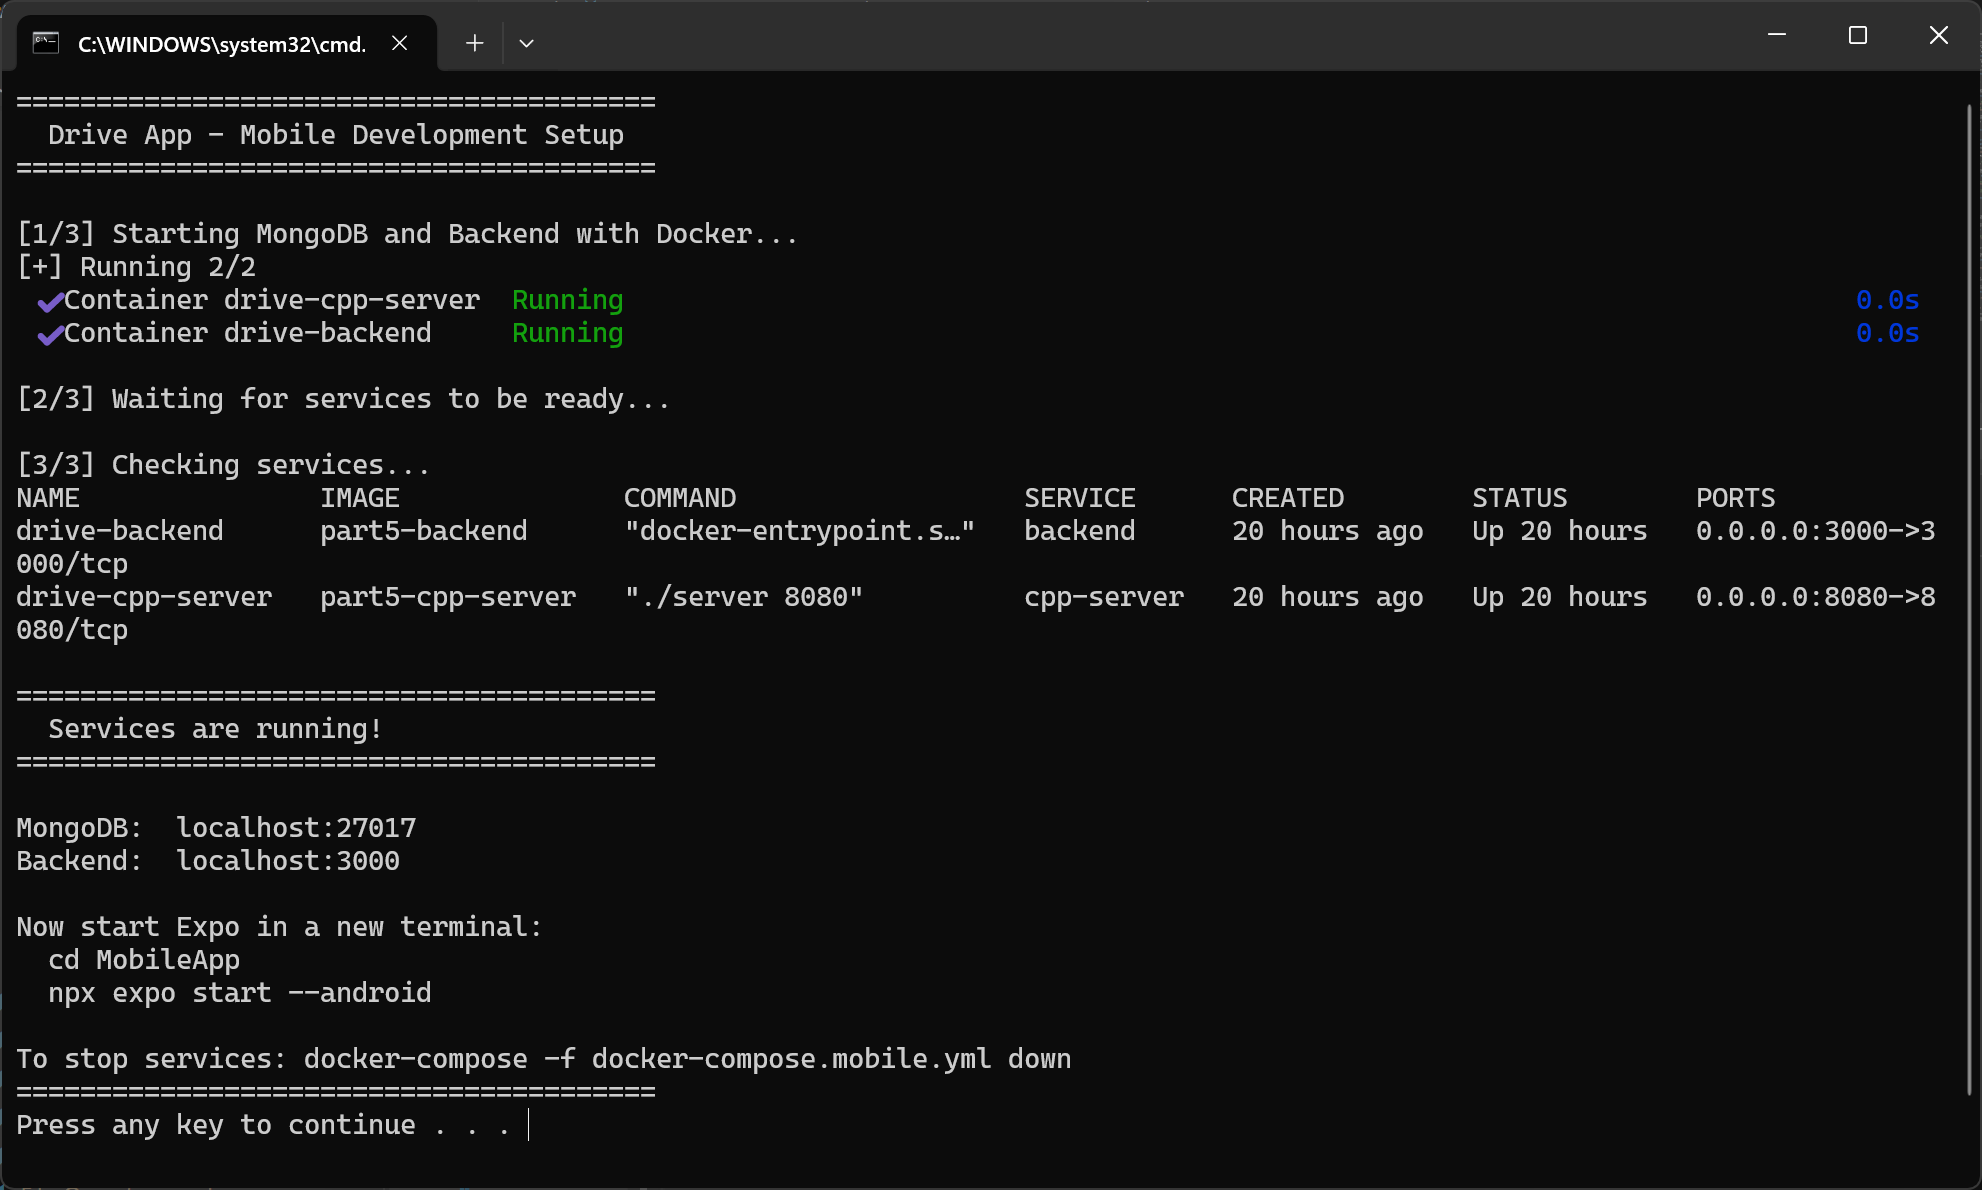 C:\WINDOWS\system32\cmd.
========================================
  Drive App - Mobile Development Setup
========================================
[1/3] Starting MongoDB and Backend with Docker...
[+] Running 2/2
 ✔Container drive-cpp-server  Running    0.0s
 ✔Container drive-backend     Running    0.0s
[2/3] Waiting for services to be ready...
[3/3] Checking services...
NAME               IMAGE              COMMAND                  SERVICE      CREATED        STATUS        PORTS
drive-backend      part5-backend      "docker-entrypoint.s…"   backend      20 hours ago   Up 20 hours   0.0.0.0:3000->3
000/tcp
drive-cpp-server   part5-cpp-server   "./server 8080"          cpp-server   20 hours ago   Up 20 hours   0.0.0.0:8080->8
080/tcp
========================================
  Services are running!
========================================
MongoDB:  localhost:27017
Backend:  localhost:3000
Now start Expo in a new terminal:
  cd MobileApp
  npx expo start --android
To stop services: docker-compose -f docker-compose.mobile.yml down
========================================
Press any key to continue . . .